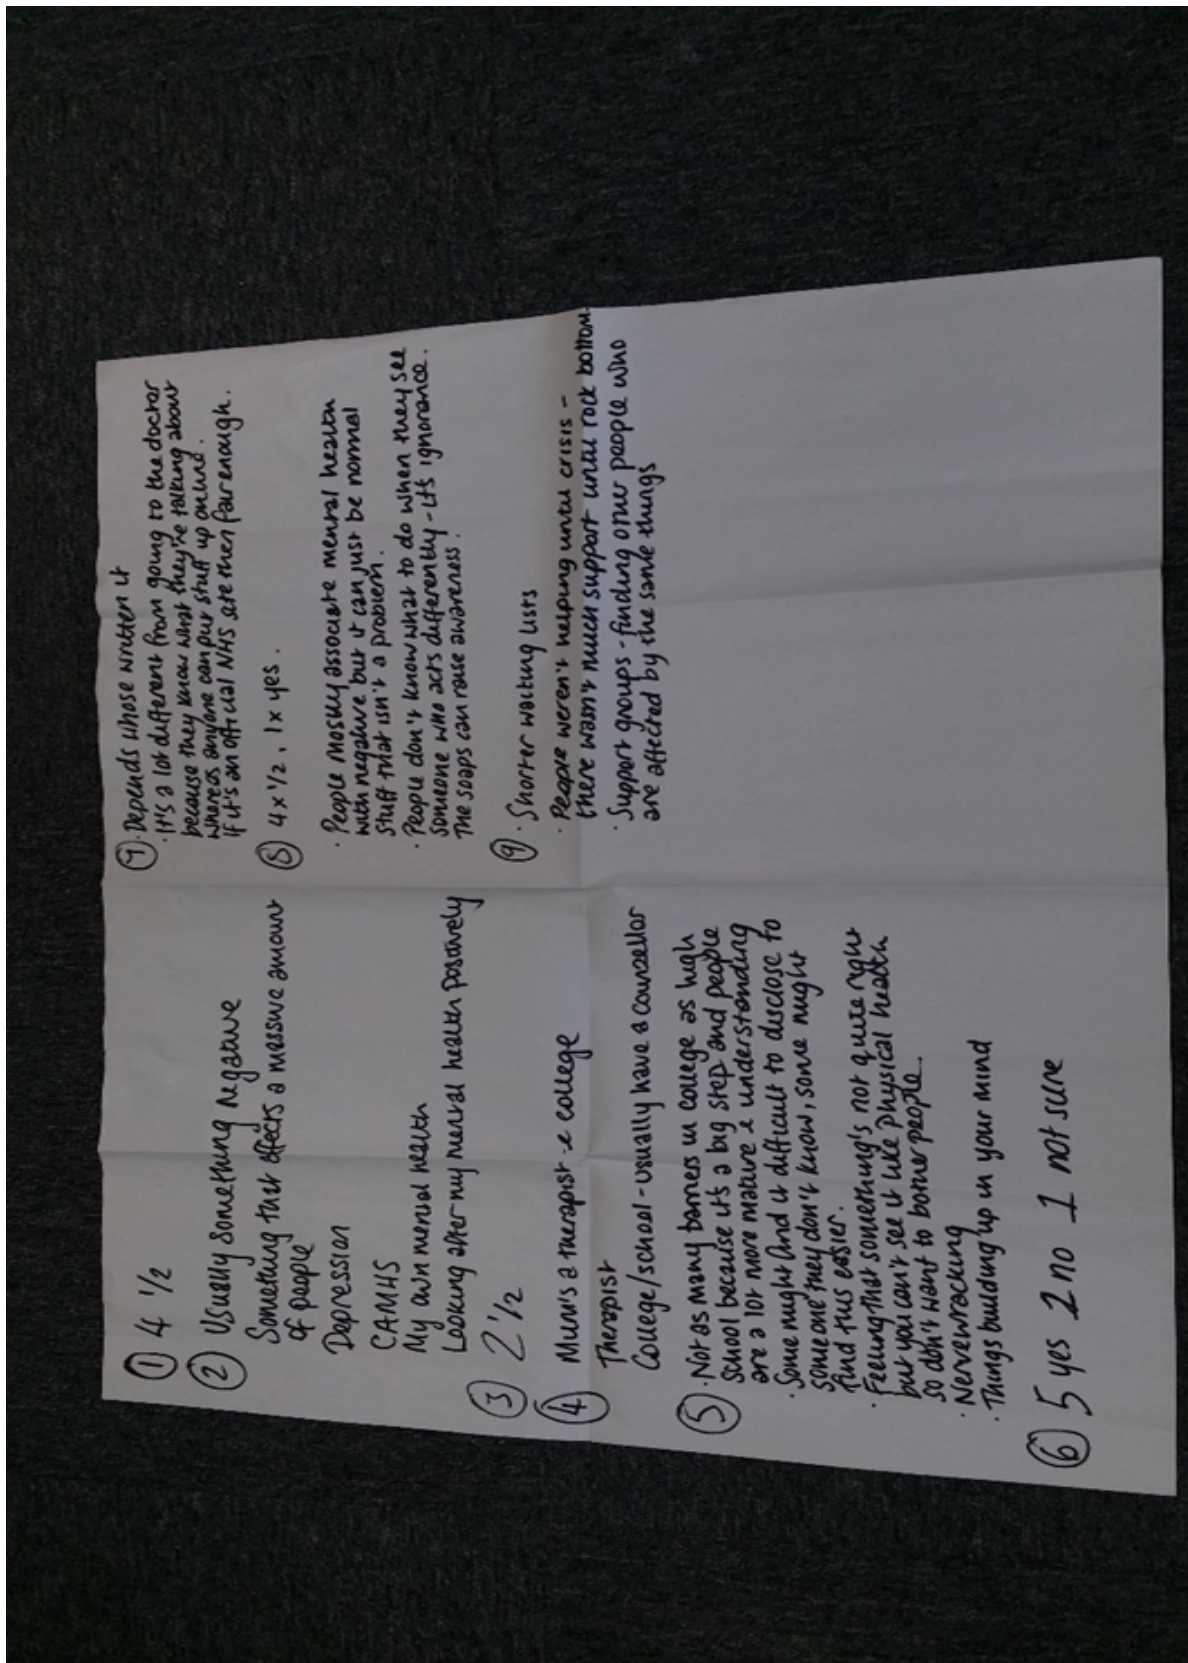 ① 4 1/2
② Usually something negative
Something that affects a massive amount
of people
Depression
CAMHS
My own mental health
Looking after my mental health positively
③ 2 1/2
④ Mum's a therapist & college
Therapist
College/school - usually have a councellor
⑤ · Not as many barriers in college as high
school because it's a big step and people
are a lot more mature & understanding
· Some might find it difficult to disclose to
someone they don't know, some might
find this easier.
· Feeling that something's not quite right
but you can't see it like physical health
so don't want to bother people.
· Nervewracking
· Things building up in your mind
⑥ 5 yes 2 no 1 not sure
⑦ · Depends whose written it
· It's a lot different from going to the doctor
because they know what they're talking about
whereas anyone can put stuff up online.
If it's an official NHS site then fair enough.
⑧ 4 x 1/2, 1 x yes.
· People mostly associate mental health
with negative but it can just be normal
stuff that isn't a problem.
· People don't know what to do when they see
someone who acts differently - it's ignorance.
The soaps can raise awareness.
⑨ · Shorter waiting lists
· People weren't helping until crisis -
there wasn't much support until rock bottom
· Support groups - finding other people who
are affected by the same things